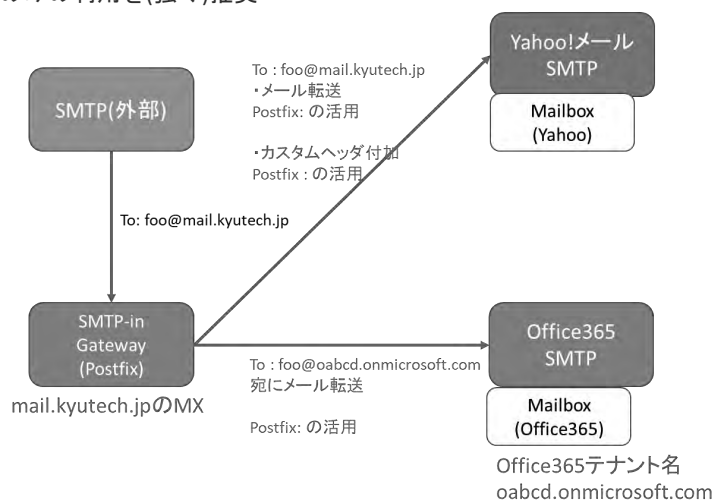 SMTP(外部)
To: foo@mail.kyutech.jp
SMTP-in
Gateway
(Postfix)
mail.kyutech.jpのMX
To : foo@mail.kyutech.jp
・メール転送
Postfix: の活用
・カスタムヘッダ付加
Postfix : の活用
Yahoo!メール
SMTP
Mailbox
(Yahoo)
To : foo@oabcd.onmicrosoft.com
宛にメール転送
Postfix: の活用
Office365
SMTP
Mailbox
(Office365)
Office365テナント名
oabcd.onmicrosoft.com